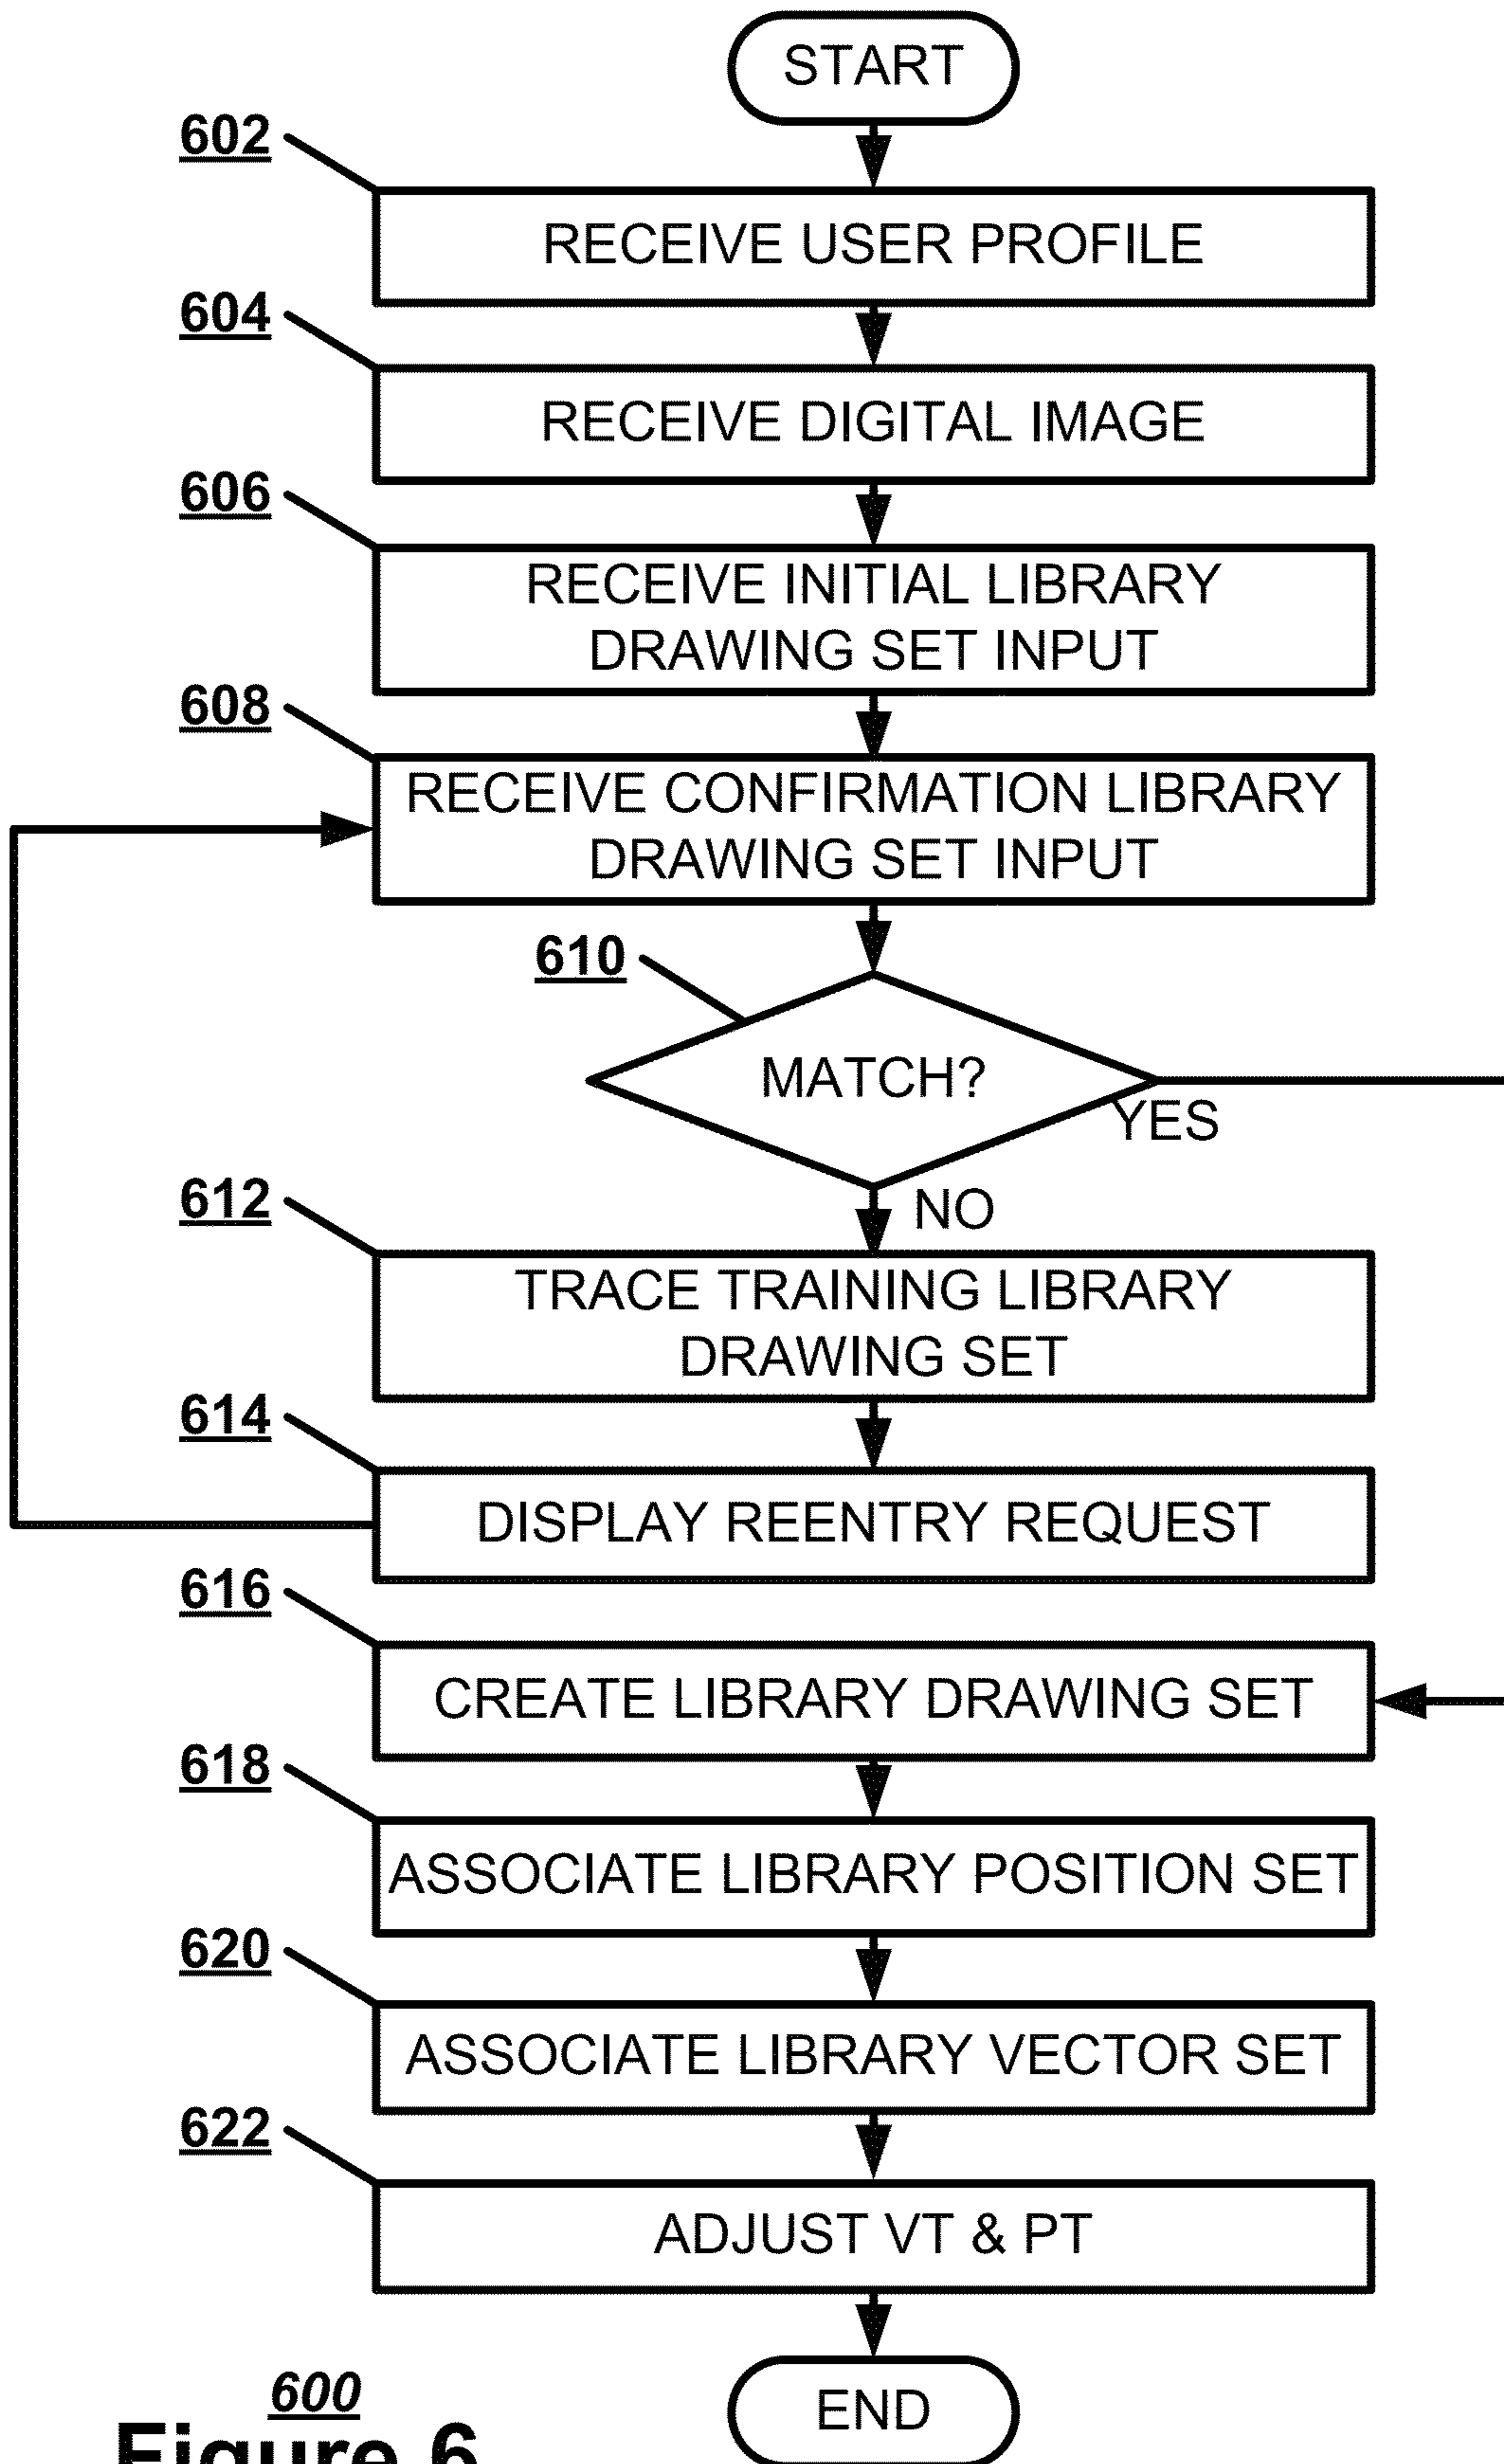 START
602
RECEIVE USER PROFILE
604
RECEIVE DIGITAL IMAGE
606
RECEIVE INITIAL LIBRARY
DRAWING SET INPUT
608
RECEIVE CONFIRMATION LIBRARY
DRAWING SET INPUT
610
MATCH?
YES
NO
612
TRACE TRAINING LIBRARY
DRAWING SET
614
DISPLAY REENTRY REQUEST
616
CREATE LIBRARY DRAWING SET
618
ASSOCIATE LIBRARY POSITION SET
620
ASSOCIATE LIBRARY VECTOR SET
622
ADJUST VT & PT
END
600
Figure 6